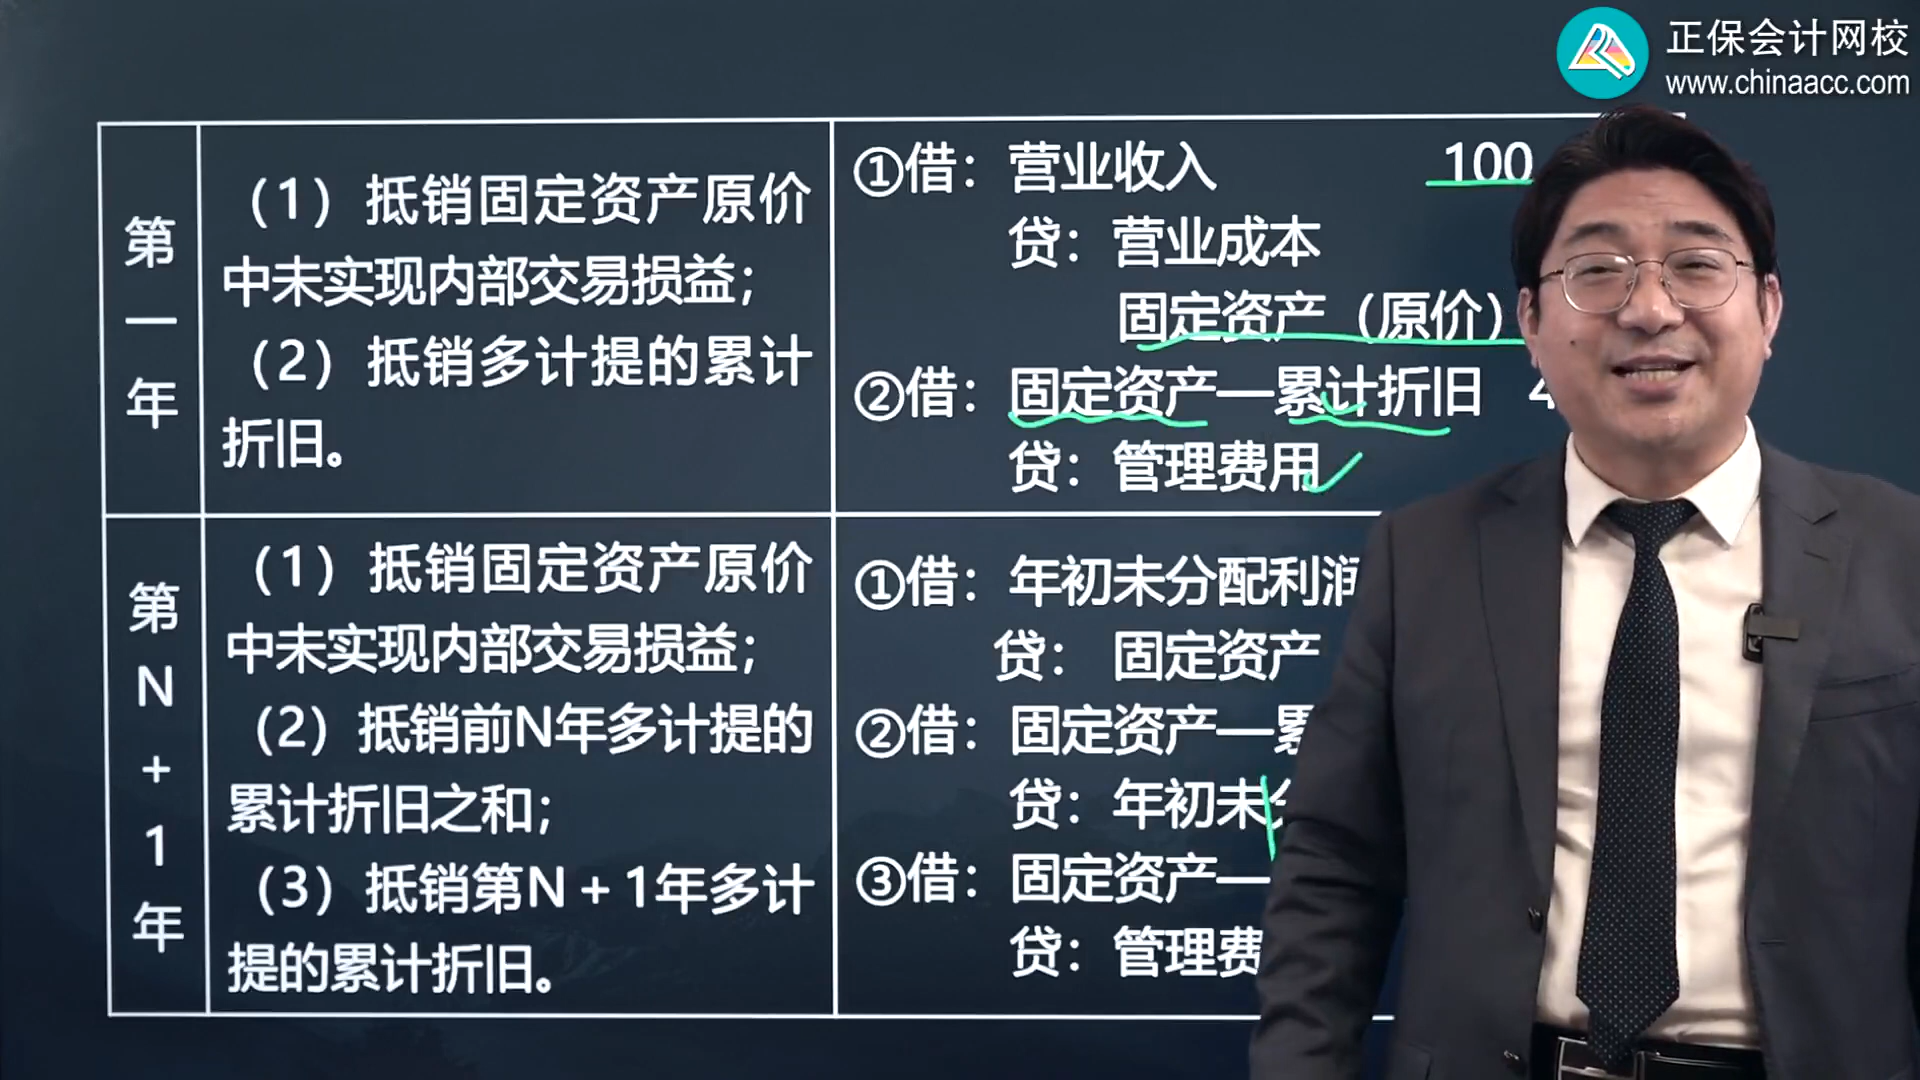 正保会计网校
www.chinaacc.com
第一年
（1）抵销固定资产原价
中未实现内部交易损益；
（2）抵销多计提的累计
折旧。
①借：营业收入 100
贷：营业成本
固定资产（原价）
②借：固定资产—累计折旧 4
贷：管理费用
第N+1年
（1）抵销固定资产原价
中未实现内部交易损益；
（2）抵销前N年多计提的
累计折旧之和；
（3）抵销第N+1年多计
提的累计折旧。
①借：年初未分配利润
贷：固定资产
②借：固定资产—累
贷：年初未分
③借：固定资产—
贷：管理费